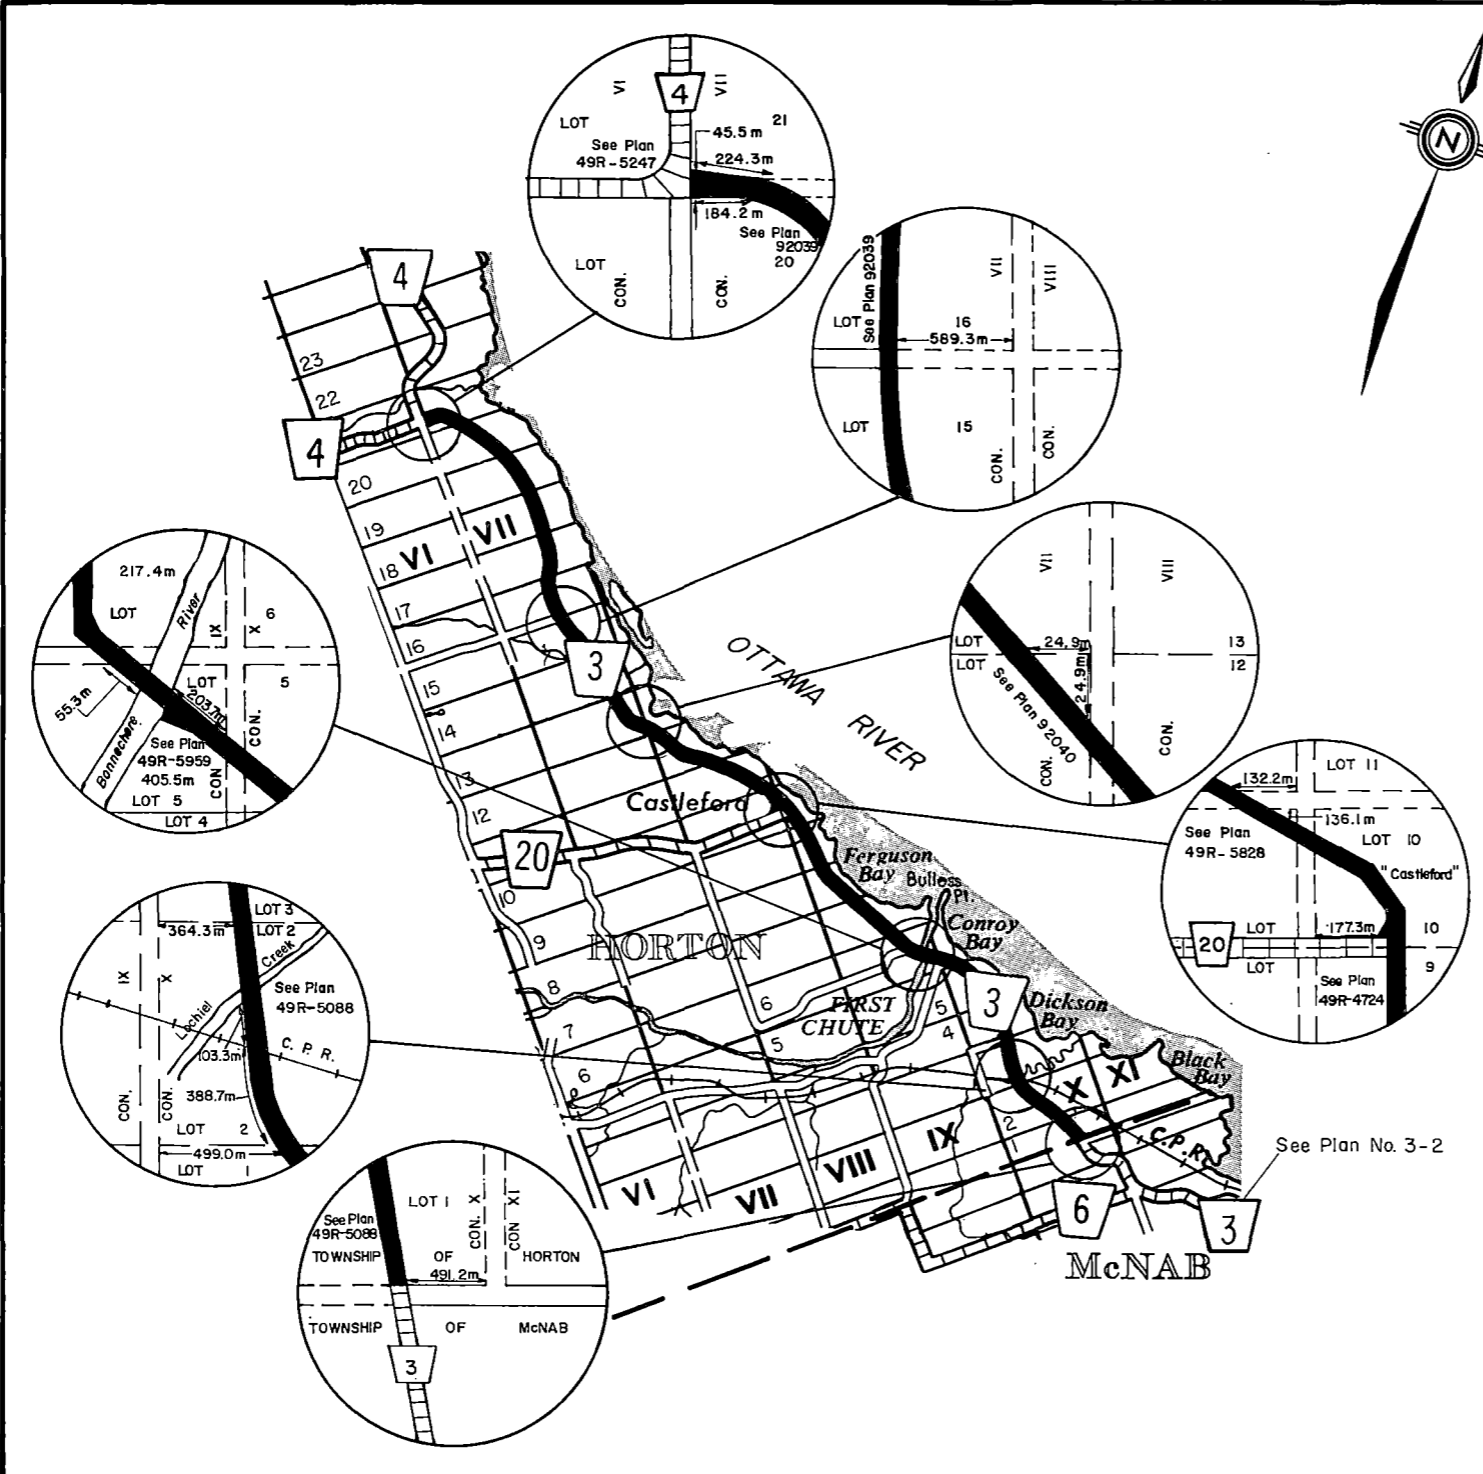 N
VI
VII
4
LOT
21
45.5 m
See Plan
49R-5247
224.3m
184.2 m
See Plan
92039
20
LOT
CON.
CON.
See Plan 92039
VII
VIII
LOT
16
589.3m
LOT
15
CON.
CON.
VII
VIII
LOT
24.9m
13
LOT
12
24.9m
See Plan 92040
CON.
CON.
LOT 11
132.2m
136.1m
See Plan
49R-5828
LOT 10
"Castleford"
LOT
177.3m
10
20
LOT
9
See Plan
49R-4724
217.4m
LOT
River
IX
X
6
LOT
5
203.7m
55.3m
Bonnechere
See Plan
49R-5959
405.5m
CON
CON.
LOT 5
LOT 4
LOT 3
364.3m
LOT 2
Creek
IX
X
See Plan
49R-5088
Lochiel
C. P. R.
103.3m
388.7m
CON.
CON.
LOT
2
499.0m
LOT
LOT 1
CON. X
CON XI
See Plan
49R-5088
TOWNSHIP OF HORTON
491.2m
TOWNSHIP OF McNAB
3
4
23
22
4
20
19
VI
VII
18
17
16
3
15
14
13
12
OTTAWA
RIVER
Castleford
20
10
9
Ferguson
Bay
Bulless
Pt.
Conroy
Bay
HORTON
8
7
6
6
5
FIRST
CHUTE
5
4
3
Dickson
Bay
Black
Bay
X
XI
2
1
C.P.R.
VI
VII
VIII
IX
6
3
See Plan No. 3-2
McNAB